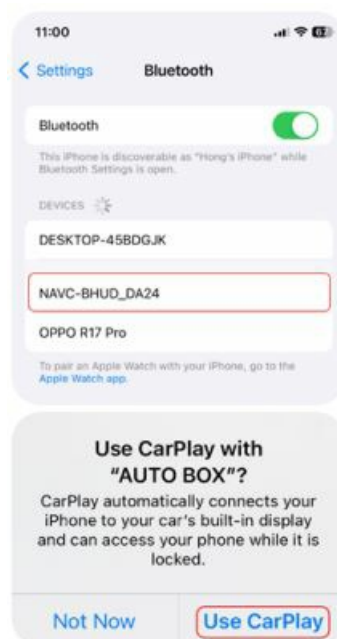 11:00
Settings
Bluetooth
Bluetooth
This iPhone is discoverable as "Hong's iPhone" while
Bluetooth Settings is open.
DEVICES
DESKTOP-45BDGJK
NAVC-BHUD_DA24
OPPO R17 Pro
To pair an Apple Watch with your iPhone, go to the
Apple Watch app.
Use CarPlay with
“AUTO BOX”?
CarPlay automatically connects your
iPhone to your car's built-in display
and can access your phone while it is
locked.
Not Now
Use CarPlay